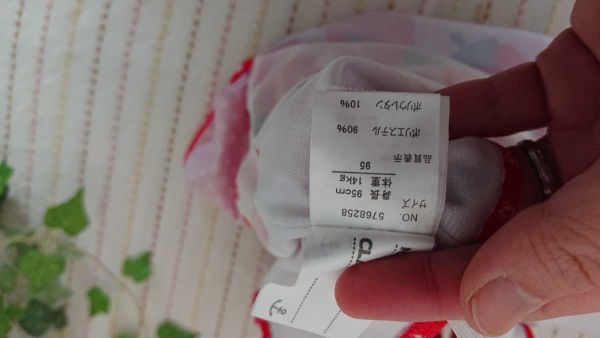 NO. 5768258
サイズ
身長 95cm
体重 14kg
95
品質表示
ポリエステル 90%
ポリウレタン 10%